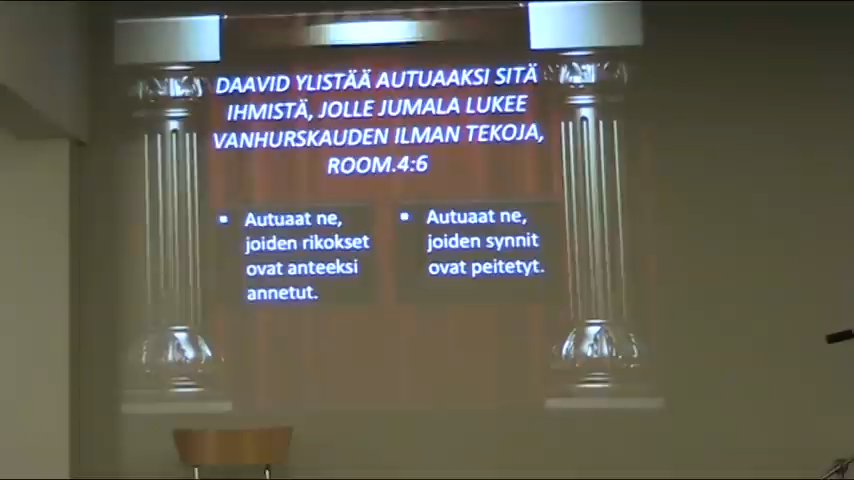 DAAVID YLISTÄÄ AUTUAAKSI SITÄ
IHMISTÄ, JOLLE JUMALA LUKEE
VANHURSKAUDEN ILMAN TEKOJA,
ROOM.4:6
▪ Autuaat ne,
joiden rikokset
ovat anteeksi
annetut.
▪ Autuaat ne,
joiden synnit
ovat peitetyt.